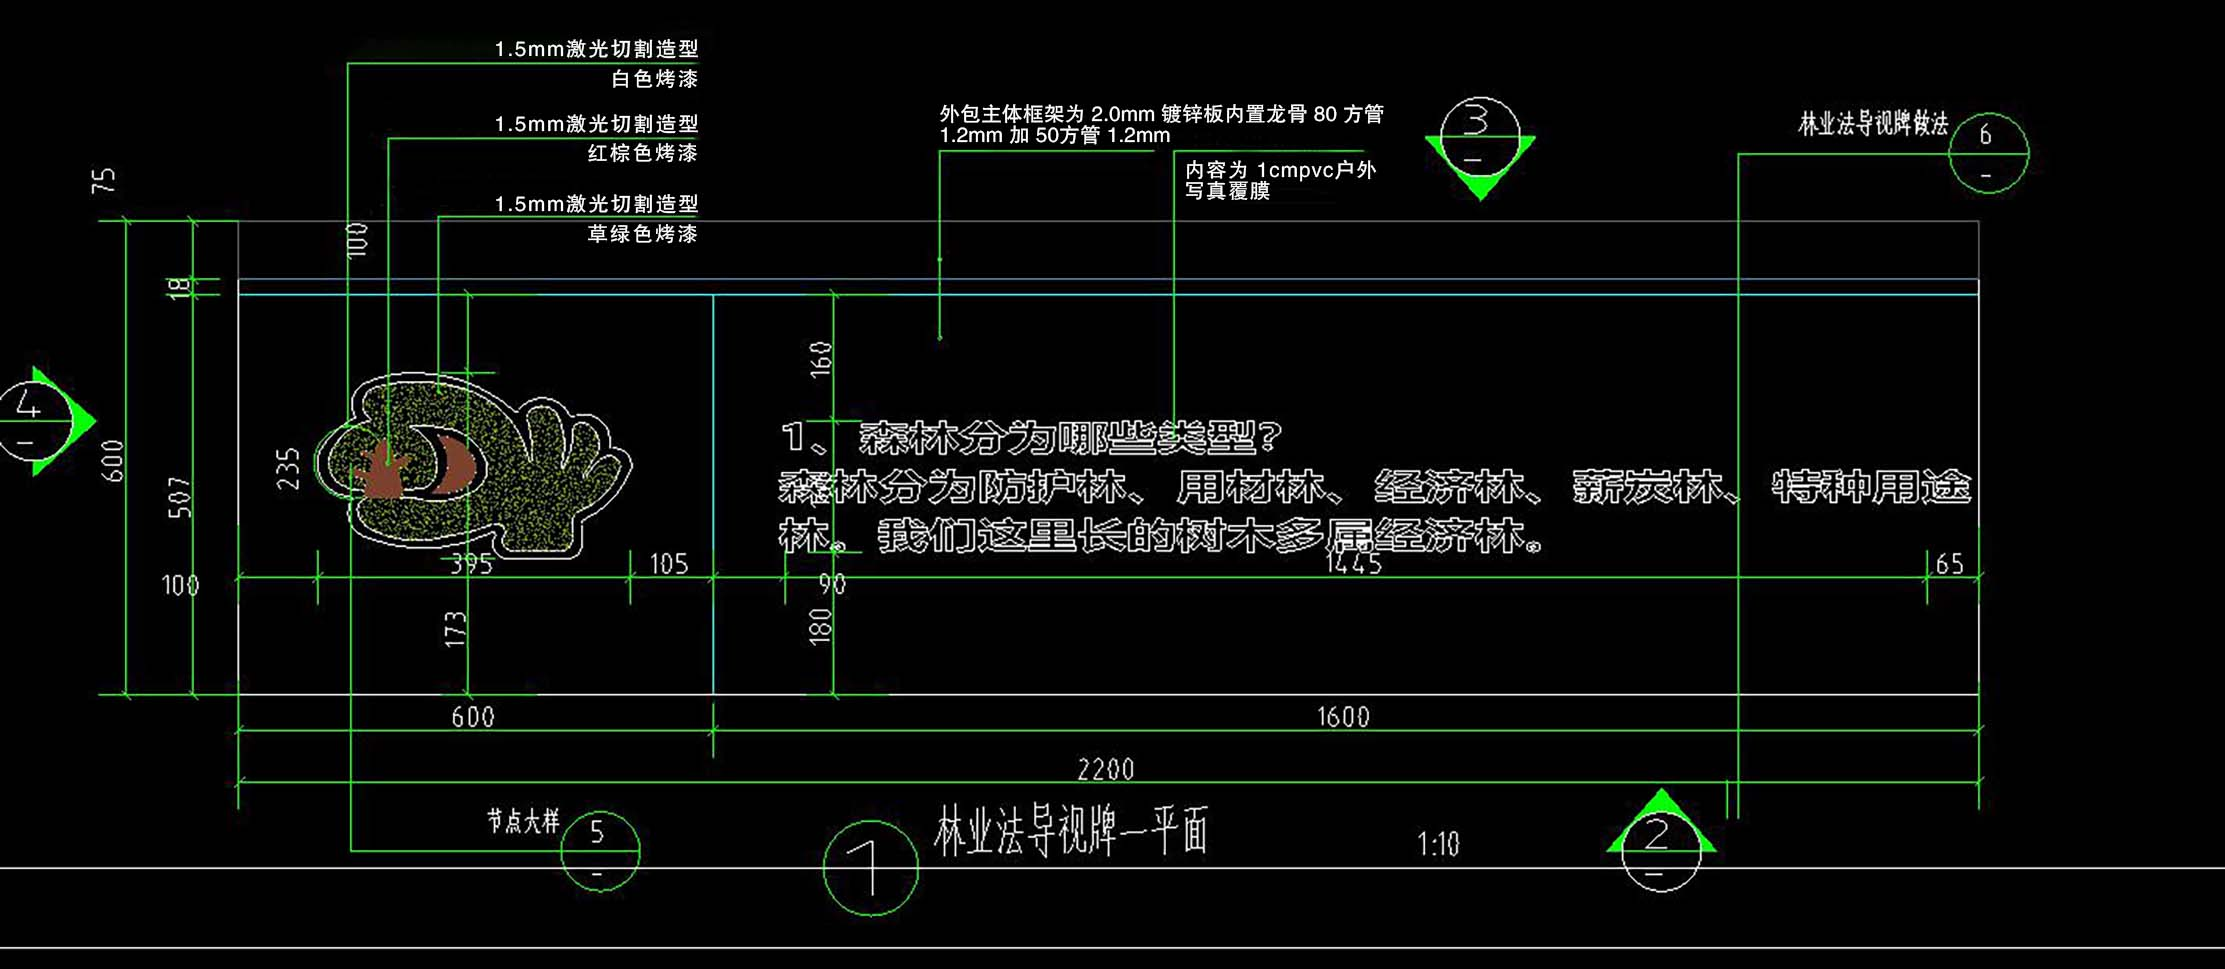 1.5mm激光切割造型
白色烤漆
1.5mm激光切割造型
红棕色烤漆
1.5mm激光切割造型
草绿色烤漆
外包主体框架为 2.0mm 镀锌板内置龙骨 80 方管
1.2mm 加 50方管 1.2mm
内容为 1cmpvc户外
写真覆膜
3
–
林业法导视牌做法
6
-
75
100
18
4
–
600
507
235
160
1、森林分为哪些类型?
森林分为防护林、用材林、经济林、薪炭林、特种用途
林。我们这里长的树木多属经济林。
100
395
105
90
1445
65
173
180
600
1600
2200
节点大样
5
-
1
林业法导视牌一平面
1:10
2
–